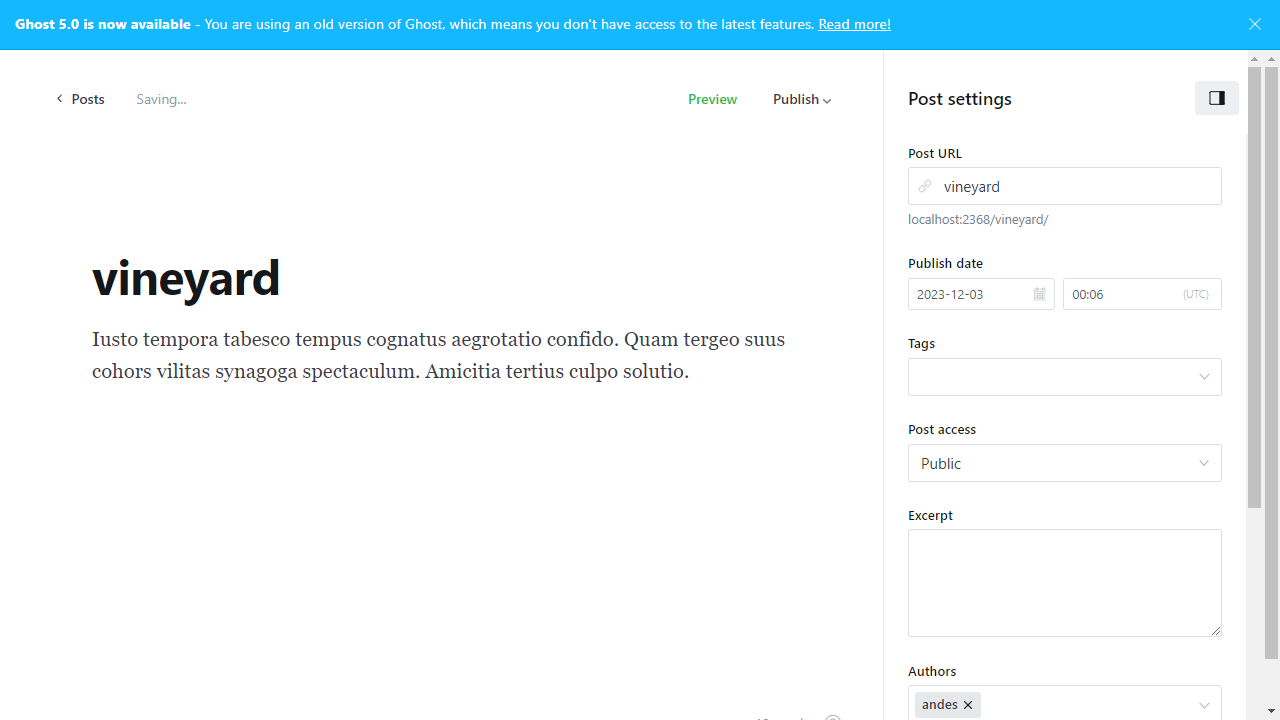 Ghost 5.0 is now available - You are using an old version of Ghost, which means you don't have access to the latest features. Read more!
Posts
Saving...
Preview
Publish
Post settings
Post URL
vineyard
localhost:2368/vineyard/
Publish date
2023-12-03
00:06
(UTC)
Tags
Post access
Public
Excerpt
Authors
andes
vineyard
Iusto tempora tabesco tempus cognatus aegrotatio confido. Quam tergeo suus
cohors vilitas synagoga spectaculum. Amicitia tertius culpo solutio.